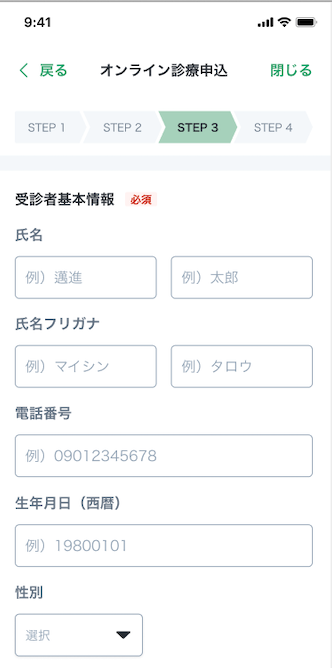 9:41
戻る オンライン診療申込 閉じる
STEP 1 STEP 2 STEP 3 STEP 4
受診者基本情報 必須
氏名
例）邁進 例）太郎
氏名フリガナ
例）マイシン 例）タロウ
電話番号
例）09012345678
生年月日（西暦）
例）19800101
性別
選択